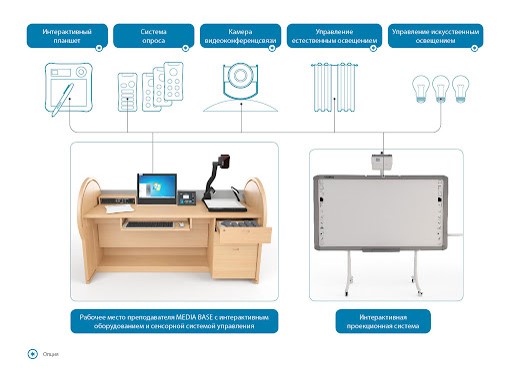 Интерактивный
планшет
Система
опроса
Камера
видеоконференцсвязи
Управление
естественным освещением
Управление искусственным
освещением
Рабочее место преподавателя MEDIA BASE с интерактивным
оборудованием и сенсорной системой управления
Интерактивная
проекционная система
Опция